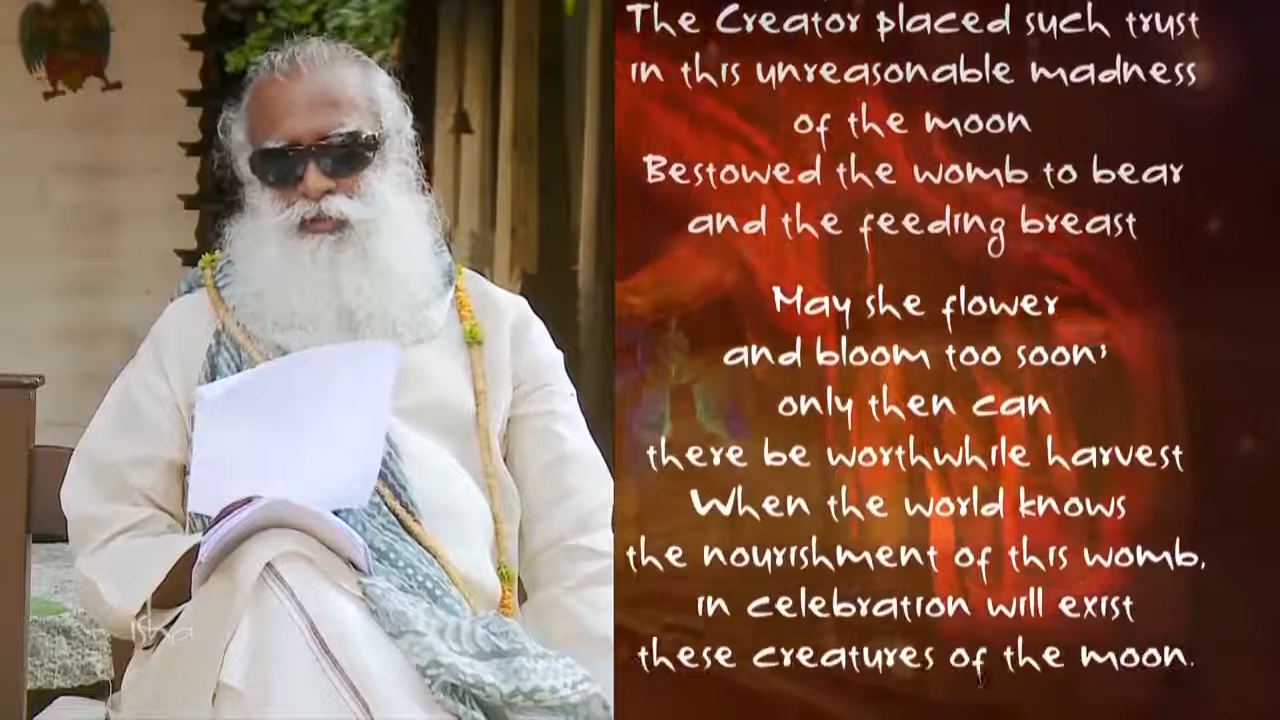 The Creator placed such trust
in this unreasonable madness
of the moon
Bestowed the womb to bear
and the feeding breast
May she flower
and bloom too soon;
only then can
there be worthwhile harvest
When the world knows
the nourishment of this womb,
in celebration will exist
these creatures of the moon.
isha